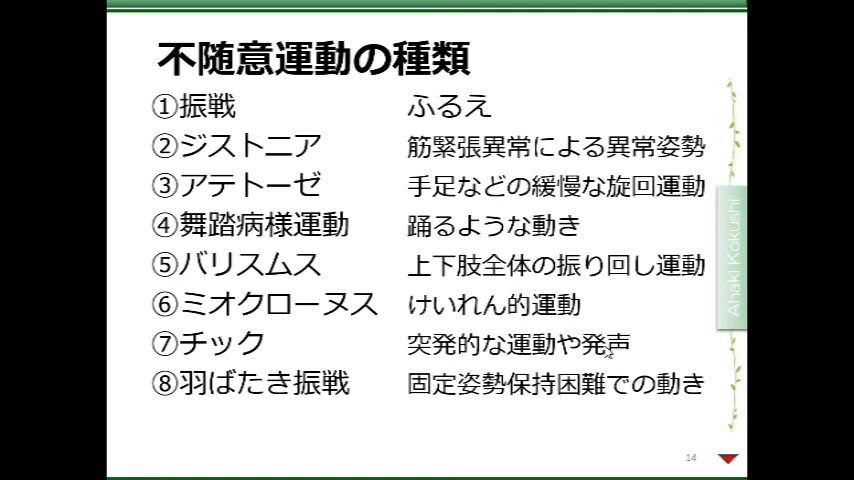 不随意運動の種類
①振戦 ふるえ
②ジストニア 筋緊張異常による異常姿勢
③アテトーゼ 手足などの緩慢な旋回運動
④舞踏病様運動 踊るような動き
⑤バリスムス 上下肢全体の振り回し運動
⑥ミオクローヌス けいれん的運動
⑦チック 突発的な運動や発声
⑧羽ばたき振戦 固定姿勢保持困難での動き
Ahaki Kokushi
14